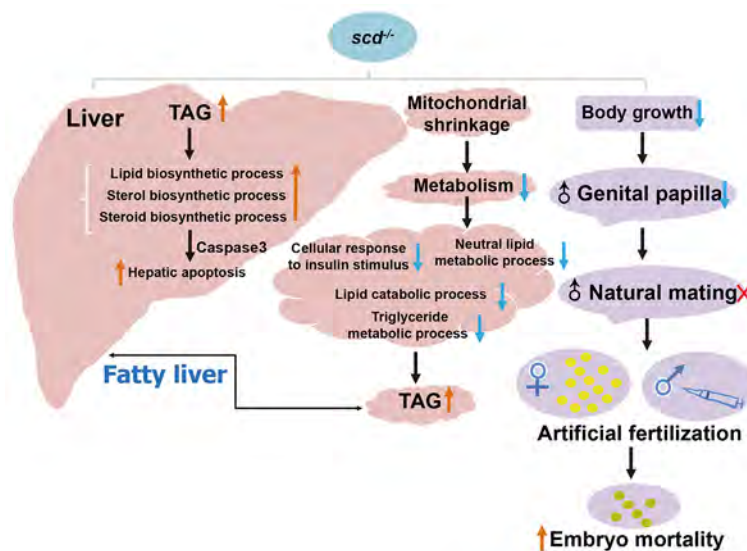 scd-/-
Liver
TAG
Lipid biosynthetic process
Sterol biosynthetic process
Steroid biosynthetic process
Caspase3
Hepatic apoptosis
Fatty liver
Mitochondrial
shrinkage
Metabolism
Cellular response
to insulin stimulus
Neutral lipid
metabolic process
Lipid catabolic process
Triglyceride
metabolic process
TAG
Body growth
♂ Genital papilla
♂ Natural mating
Artificial fertilization
Embryo mortality